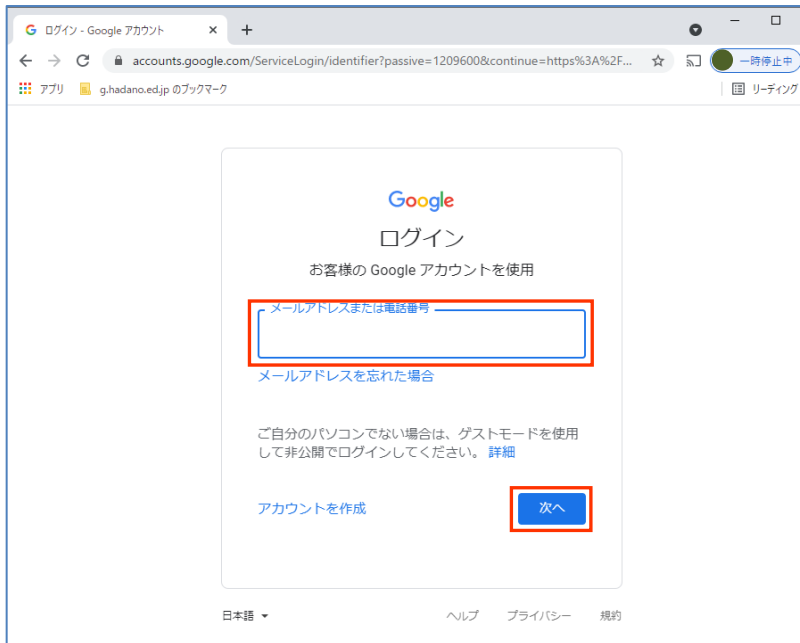 ログイン - Google アカウント
accounts.google.com/ServiceLogin/identifier?passive=1209600&continue=https%3A%2F...
一時停止中
アプリ
g.hadano.ed.jp のブックマーク
リーディング
Google
ログイン
お客様の Google アカウントを使用
メールアドレスまたは電話番号
メールアドレスを忘れた場合
ご自分のパソコンでない場合は、ゲストモードを使用
して非公開でログインしてください。 詳細
アカウントを作成
次へ
日本語
ヘルプ
プライバシー
規約